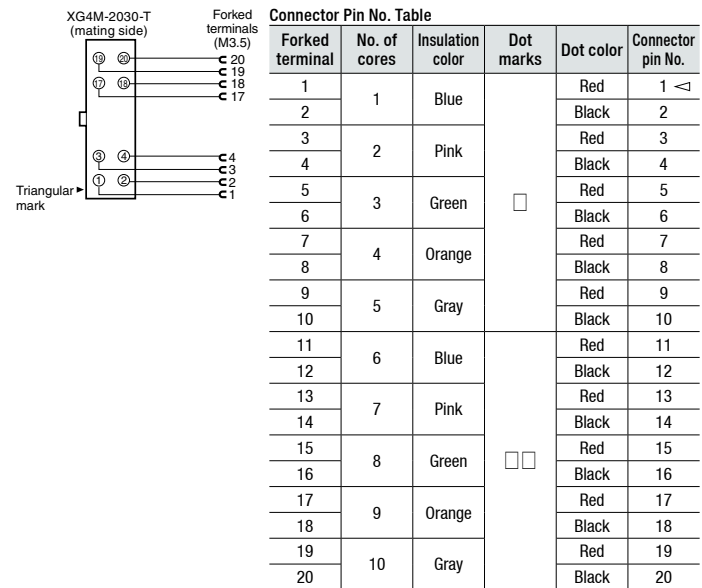 XG4M-2030-T
(mating side)
Forked
terminals
(M3.5)
19 20
17 18
3 4
1 2
20
19
18
17
4
3
2
1
Triangular
mark
Connector Pin No. Table
Forked terminal No. of cores Insulation color Dot marks Dot color Connector pin No.
1 1 Blue □ Red 1 ◁
2 Black 2
3 2 Pink Red 3
4 Black 4
5 3 Green Red 5
6 Black 6
7 4 Orange Red 7
8 Black 8
9 5 Gray Red 9
10 Black 10
11 6 Blue □□ Red 11
12 Black 12
13 7 Pink Red 13
14 Black 14
15 8 Green Red 15
16 Black 16
17 9 Orange Red 17
18 Black 18
19 10 Gray Red 19
20 Black 20